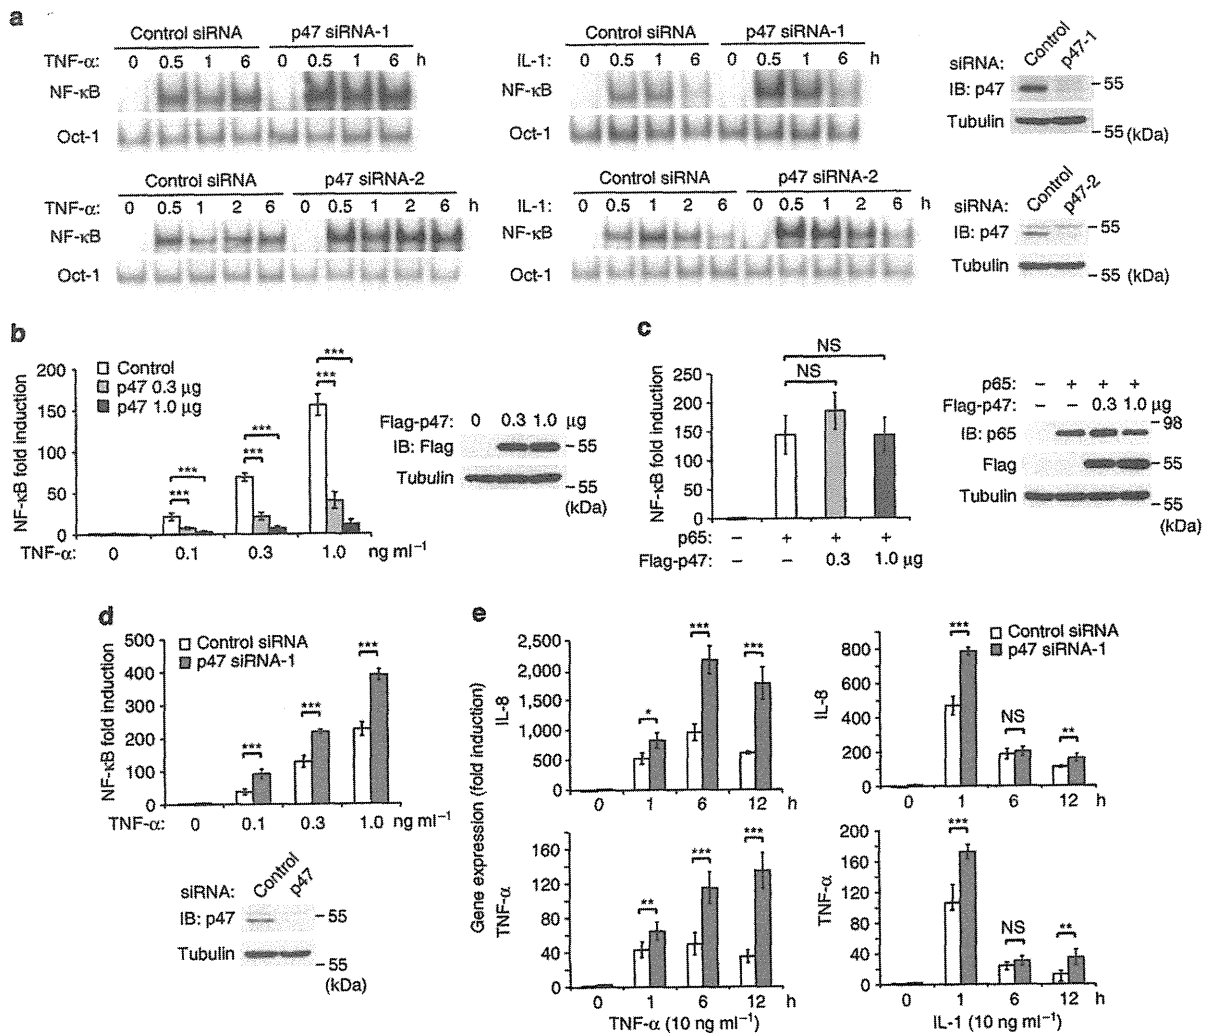 a
Control siRNA p47 siRNA-1
TNF-α: 0 0.5 1 6 0 0.5 1 6 h
NF-κB
Oct-1
Control siRNA p47 siRNA-1
IL-1: 0 0.5 1 6 0 0.5 1 6 h
NF-κB
Oct-1
siRNA: Control p47-1
IB: p47 55
Tubulin 55 (kDa)
Control siRNA p47 siRNA-2
TNF-α: 0 0.5 1 2 6 0 0.5 1 2 6 h
NF-κB
Oct-1
Control siRNA p47 siRNA-2
IL-1: 0 0.5 1 2 6 0 0.5 1 2 6 h
NF-κB
Oct-1
siRNA: Control p47-2
IB: p47 55
Tubulin 55 (kDa)
b
NF-κB fold induction
200
150
100
50
0
Control
p47 0.3 μg
p47 1.0 μg
*** ***
*** ***
*** ***
TNF-α: 0 0.1 0.3 1.0 ng ml⁻¹
Flag-p47: 0 0.3 1.0 μg
IB: Flag 55
Tubulin 55
(kDa)
c
NF-κB fold induction
250
200
150
100
50
0
NS
NS
p65: – + + +
Flag-p47: – – 0.3 1.0 μg
p65: – + + +
Flag-p47: – – 0.3 1.0 μg
IB: p65 98
Flag 55
Tubulin 55
(kDa)
d
NF-κB fold induction
500
400
300
200
100
0
Control siRNA
p47 siRNA-1
*** *** ***
TNF-α: 0 0.1 0.3 1.0 ng ml⁻¹
siRNA: Control p47
IB: p47 55
Tubulin 55
(kDa)
e
Gene expression (fold induction)
IL-8
2,500
2,000
1,500
1,000
500
0
* *** ***
0 1 6 12 h
IL-8
800
600
400
200
0
Control siRNA
p47 siRNA-1
*** NS **
0 1 6 12 h
TNF-α
160
120
80
40
0
** *** ***
0 1 6 12 h
TNF-α (10 ng ml⁻¹)
TNF-α
200
160
120
80
40
0
*** NS **
0 1 6 12 h
IL-1 (10 ng ml⁻¹)